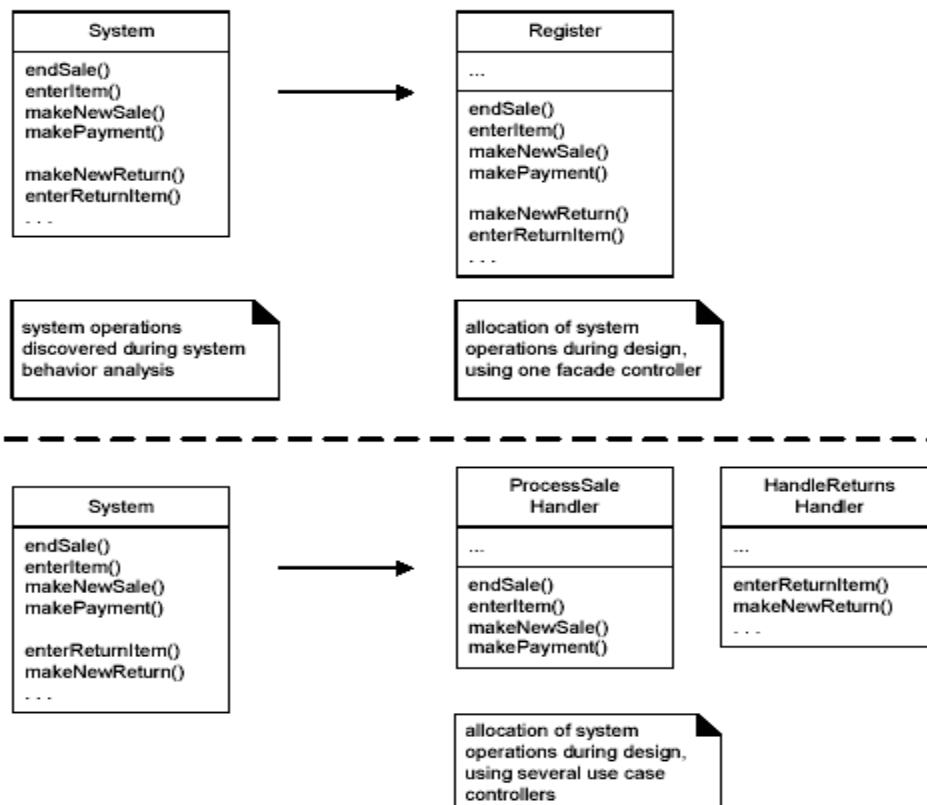 System
endSale()
enterItem()
makeNewSale()
makePayment()
makeNewReturn()
enterReturnItem()
. . .
Register
...
endSale()
enterItem()
makeNewSale()
makePayment()
makeNewReturn()
enterReturnItem()
. . .
system operations
discovered during system
behavior analysis
allocation of system
operations during design,
using one facade controller
System
endSale()
enterItem()
makeNewSale()
makePayment()
enterReturnItem()
makeNewReturn()
. . .
ProcessSale
Handler
...
endSale()
enterItem()
makeNewSale()
makePayment()
HandleReturns
Handler
...
enterReturnItem()
makeNewReturn()
. . .
allocation of system
operations during design,
using several use case
controllers